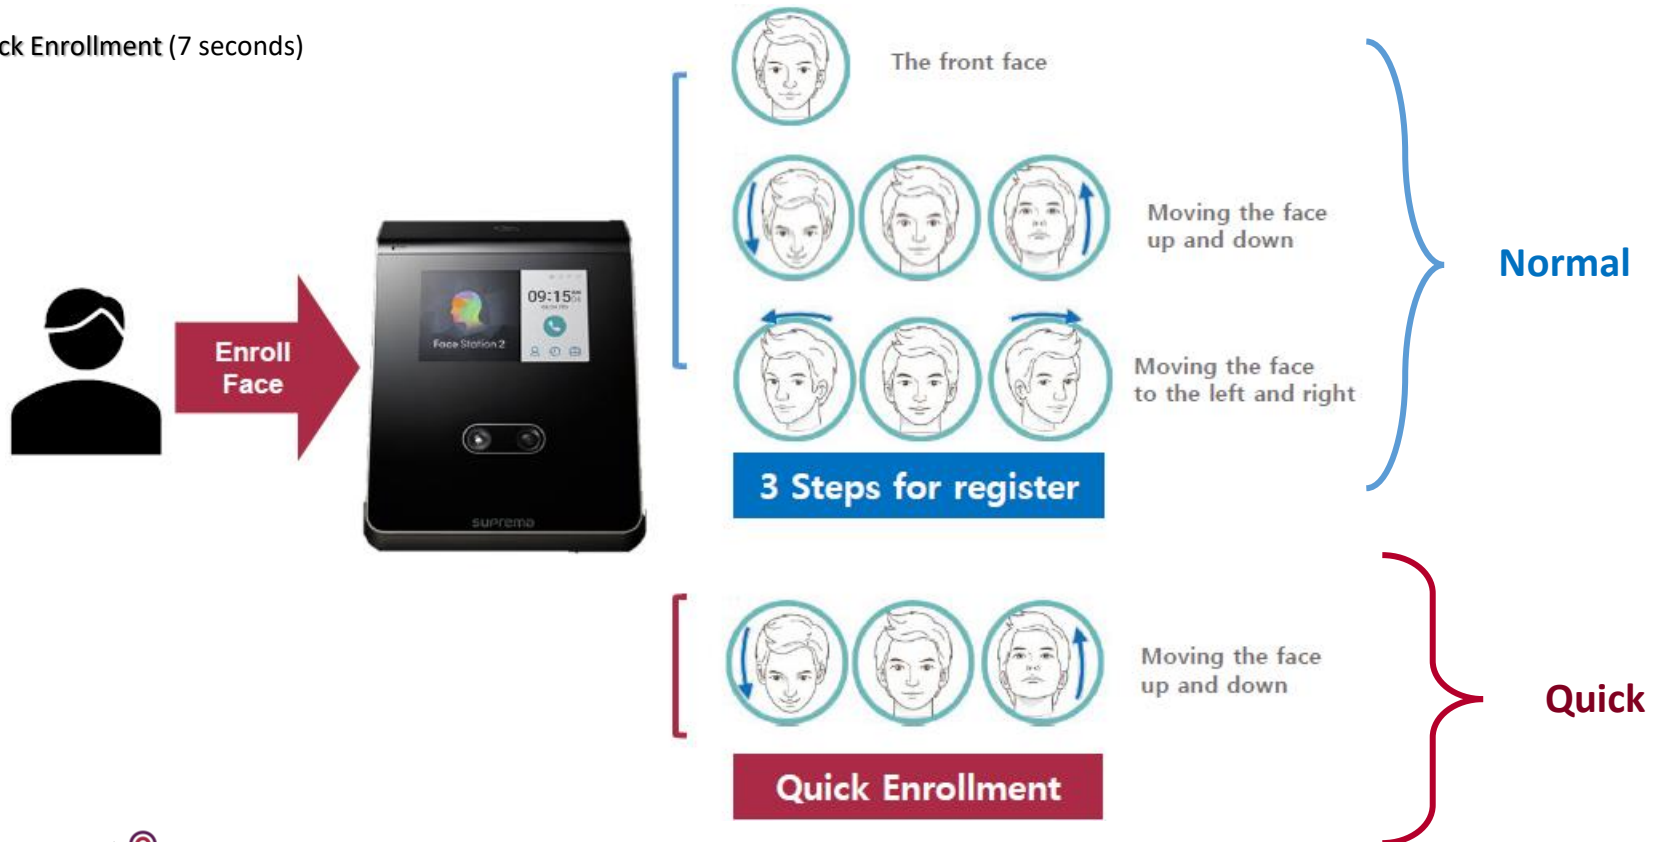 ck Enrollment (7 seconds)
The front face
Moving the face
up and down
Normal
Enroll
Face
09:15
Face Station 2
Moving the face
to the left and right
suprema
3 Steps for register
Moving the face
up and down
Quick
Quick Enrollment